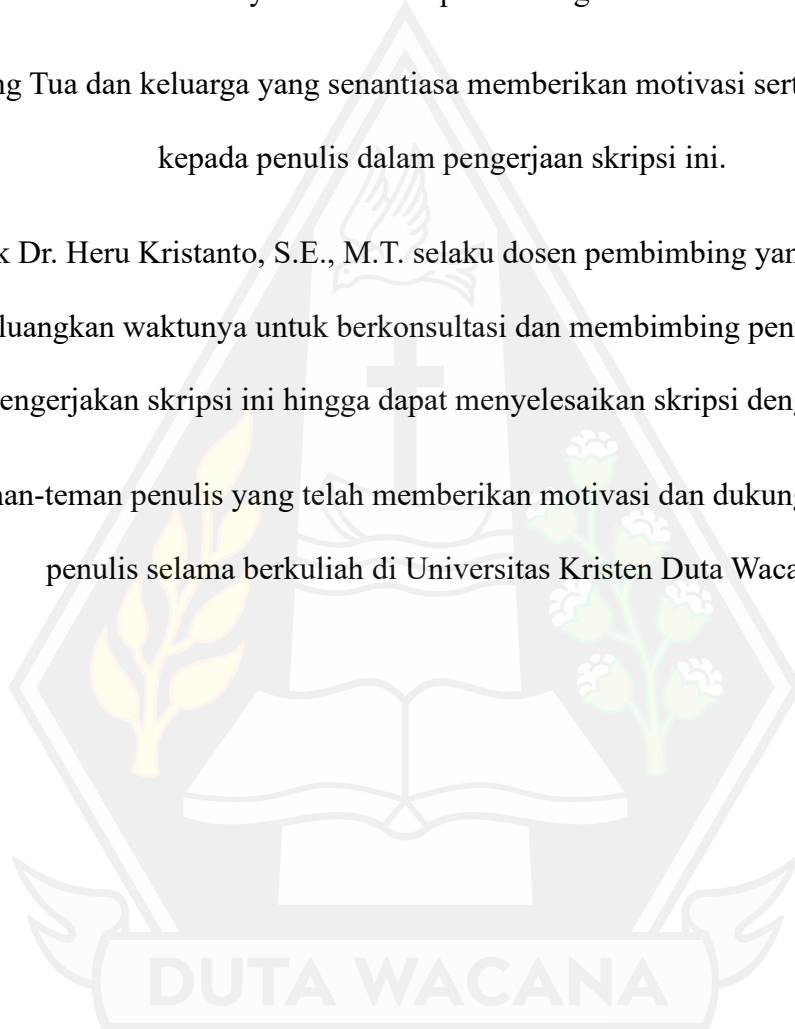 ng Tua dan keluarga yang senantiasa memberikan motivasi sert
kepada penulis dalam pengerjaan skripsi ini.
k Dr. Heru Kristanto, S.E., M.T. selaku dosen pembimbing yan
luangkan waktunya untuk berkonsultasi dan membimbing pen
engerjakan skripsi ini hingga dapat menyelesaikan skripsi den
nan-teman penulis yang telah memberikan motivasi dan dukung
penulis selama berkuliah di Universitas Kristen Duta Waca
DUTA WACANA